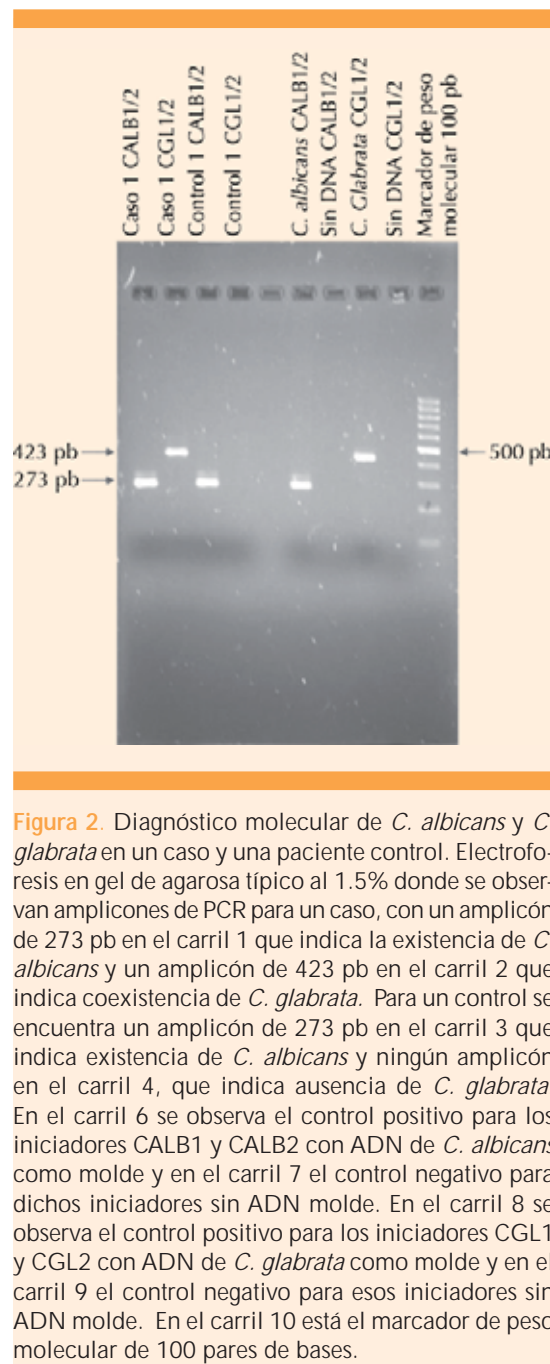 Caso 1 CALB1/2
Caso 1 CGL1/2
Control 1 CALB1/2
Control 1 CGL1/2
C. albicans CALB1/2
Sin DNA CALB1/2
C. Glabrata CGL1/2
Sin DNA CGL1/2
Marcador de peso
molecular 100 pb
423 pb
273 pb
500 pb
Figura 2. Diagnóstico molecular de C. albicans y C
glabrata en un caso y una paciente control. Electrofo-
resis en gel de agarosa típico al 1.5% donde se obser-
van amplicones de PCR para un caso, con un amplicón
de 273 pb en el carril 1 que indica la existencia de C
albicans y un amplicón de 423 pb en el carril 2 que
indica coexistencia de C. glabrata. Para un control se
encuentra un amplicón de 273 pb en el carril 3 que
indica existencia de C. albicans y ningún amplicón
en el carril 4, que indica ausencia de C. glabrata
En el carril 6 se observa el control positivo para los
iniciadores CALB1 y CALB2 con ADN de C. albicans
como molde y en el carril 7 el control negativo para
dichos iniciadores sin ADN molde. En el carril 8 se
observa el control positivo para los iniciadores CGL1
y CGL2 con ADN de C. glabrata como molde y en el
carril 9 el control negativo para esos iniciadores sin
ADN molde. En el carril 10 está el marcador de peso
molecular de 100 pares de bases.